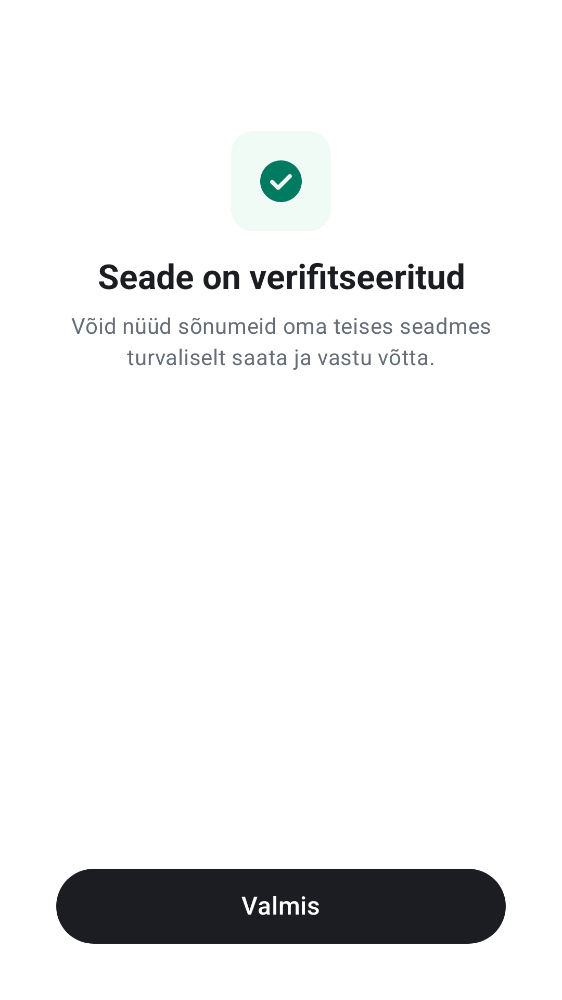 Seade on verifitseeritud
Võid nüüd sõnumeid oma teises seadmes
turvaliselt saata ja vastu võtta.
Valmis